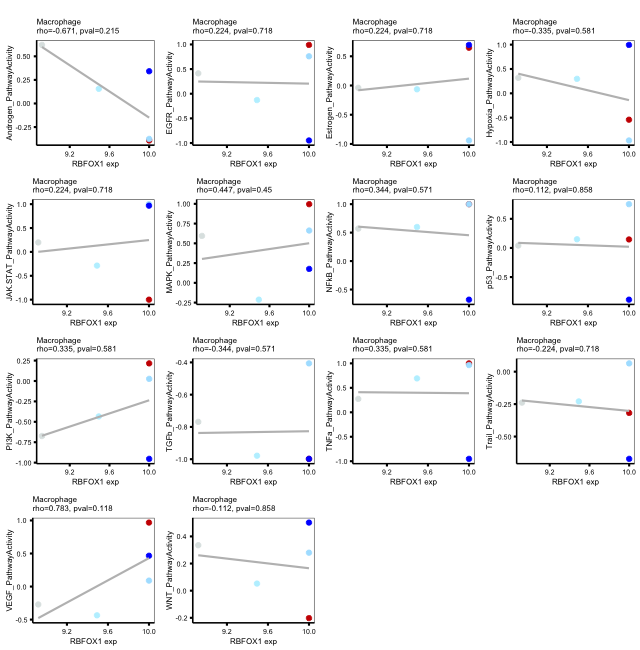 Macrophage
rho=-0.671, pval=0.215
Androgen_PathwayActivity
0.50
0.25
0.00
-0.25
9.2 9.6 10.0
RBFOX1 exp
Macrophage
rho=0.224, pval=0.718
EGFR_PathwayActivity
1.0
0.5
0.0
-0.5
-1.0
9.2 9.6 10.0
RBFOX1 exp
Macrophage
rho=0.224, pval=0.718
Estrogen_PathwayActivity
0.5
0.0
-0.5
-1.0
9.2 9.6 10.0
RBFOX1 exp
Macrophage
rho=-0.335, pval=0.581
Hypoxia_PathwayActivity
1.0
0.5
0.0
-0.5
-1.0
9.2 9.6 10.0
RBFOX1 exp
Macrophage
rho=0.224, pval=0.718
JAK-STAT_PathwayActivity
1.0
0.5
0.0
-0.5
-1.0
9.2 9.6 10.0
RBFOX1 exp
Macrophage
rho=0.447, pval=0.45
MAPK_PathwayActivity
1.00
0.75
0.50
0.25
0.00
-0.25
9.2 9.6 10.0
RBFOX1 exp
Macrophage
rho=0.344, pval=0.571
NFkB_PathwayActivity
1.0
0.5
0.0
-0.5
9.2 9.6 10.0
RBFOX1 exp
Macrophage
rho=0.112, pval=0.858
p53_PathwayActivity
0.5
0.0
-0.5
9.2 9.6 10.0
RBFOX1 exp
Macrophage
rho=0.335, pval=0.581
PI3K_PathwayActivity
0.25
0.00
-0.25
-0.50
-0.75
-1.00
9.2 9.6 10.0
RBFOX1 exp
Macrophage
rho=-0.344, pval=0.571
TGFb_PathwayActivity
-0.4
-0.6
-0.8
-1.0
9.2 9.6 10.0
RBFOX1 exp
Macrophage
rho=0.335, pval=0.581
TNFa_PathwayActivity
1.0
0.5
0.0
-0.5
-1.0
9.2 9.6 10.0
RBFOX1 exp
Macrophage
rho=-0.224, pval=0.718
Trail_PathwayActivity
0.00
-0.25
-0.50
9.2 9.6 10.0
RBFOX1 exp
Macrophage
rho=0.783, pval=0.118
VEGF_PathwayActivity
1.0
0.5
0.0
-0.5
9.2 9.6 10.0
RBFOX1 exp
Macrophage
rho=-0.112, pval=0.858
WNT_PathwayActivity
0.4
0.2
0.0
-0.2
9.2 9.6 10.0
RBFOX1 exp